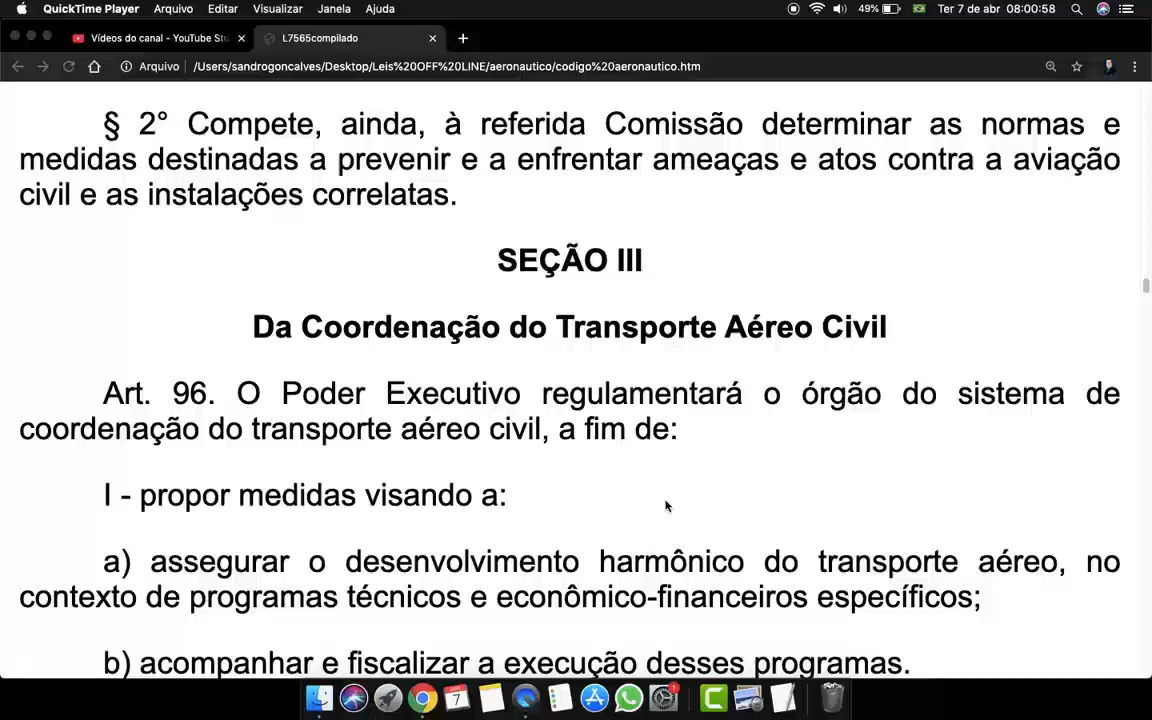 QuickTime Player Arquivo Editar Visualizar Janela Ajuda 49% Ter 7 de abr 08:00:58
Vídeos do canal - YouTube Stu L7565compilado
Arquivo /Users/sandrogoncalves/Desktop/Leis%20OFF%20LINE/aeronautico/codigo%20aeronautico.htm
§ 2° Compete, ainda, à referida Comissão determinar as normas e
medidas destinadas a prevenir e a enfrentar ameaças e atos contra a aviação
civil e as instalações correlatas.
SEÇÃO III
Da Coordenação do Transporte Aéreo Civil
Art. 96. O Poder Executivo regulamentará o órgão do sistema de
coordenação do transporte aéreo civil, a fim de:
I - propor medidas visando a:
a) assegurar o desenvolvimento harmônico do transporte aéreo, no
contexto de programas técnicos e econômico-financeiros específicos;
b) acompanhar e fiscalizar a execução desses programas.
7
1